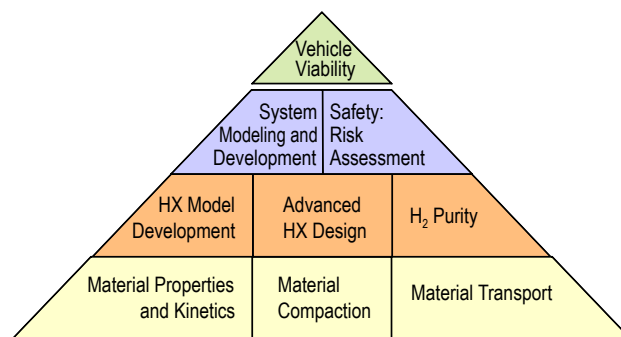 Vehicle
Viability
System
Modeling and
Development
Safety:
Risk
Assessment
HX Model
Development
Advanced
HX Design
H₂ Purity
Material Properties
and Kinetics
Material
Compaction
Material Transport